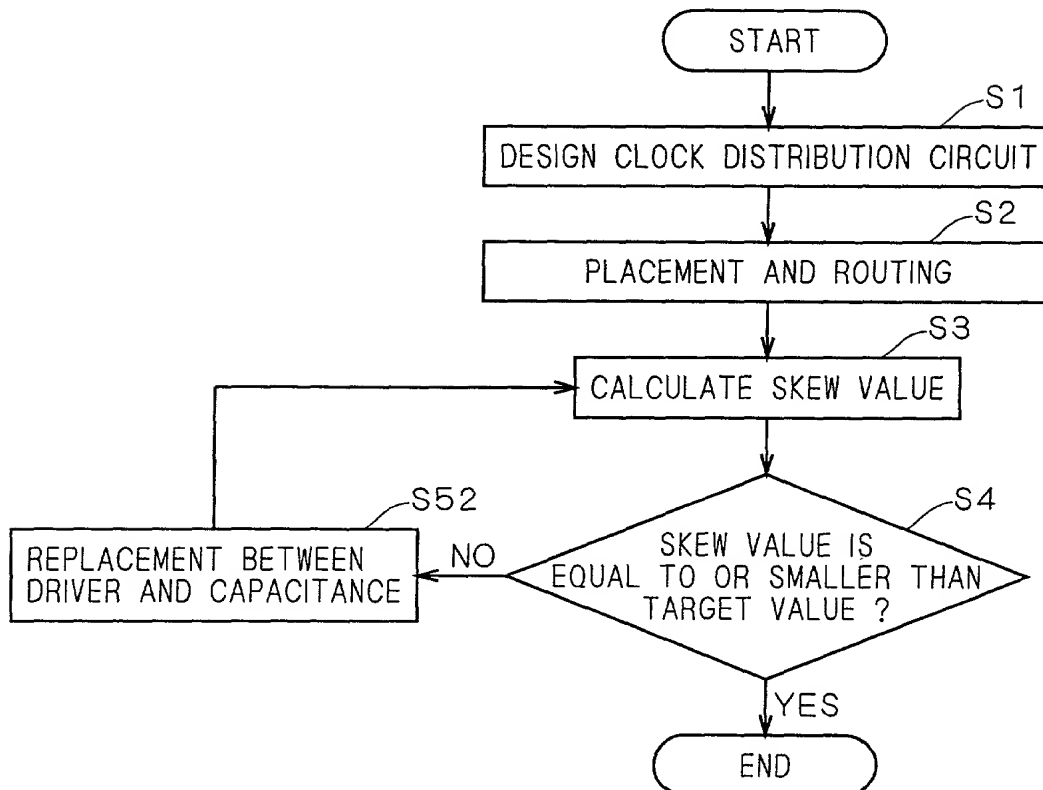 START
S1
DESIGN CLOCK DISTRIBUTION CIRCUIT
S2
PLACEMENT AND ROUTING
S3
CALCULATE SKEW VALUE
S52
REPLACEMENT BETWEEN
DRIVER AND CAPACITANCE
NO
S4
SKEW VALUE IS
EQUAL TO OR SMALLER THAN
TARGET VALUE ?
YES
END